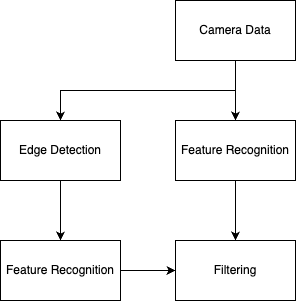 Camera Data
Edge Detection
Feature Recognition
Feature Recognition
Filtering